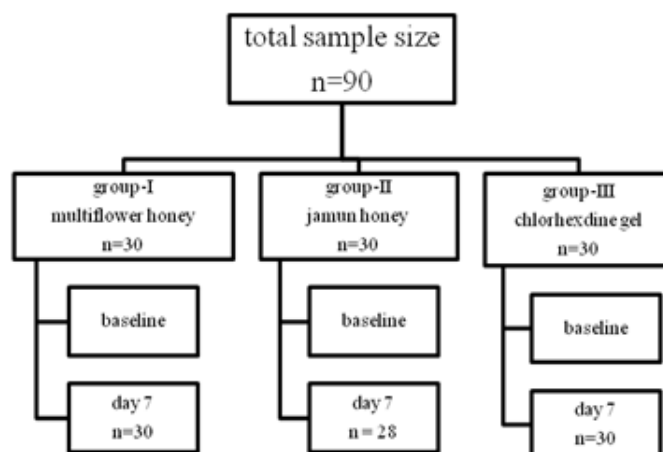 total sample size
n=90
group-I
multiflower honey
n=30
group-II
jamun honey
n=30
group-III
chlorhexdine gel
n=30
baseline
baseline
baseline
day 7
n=30
day 7
n = 28
day 7
n=30